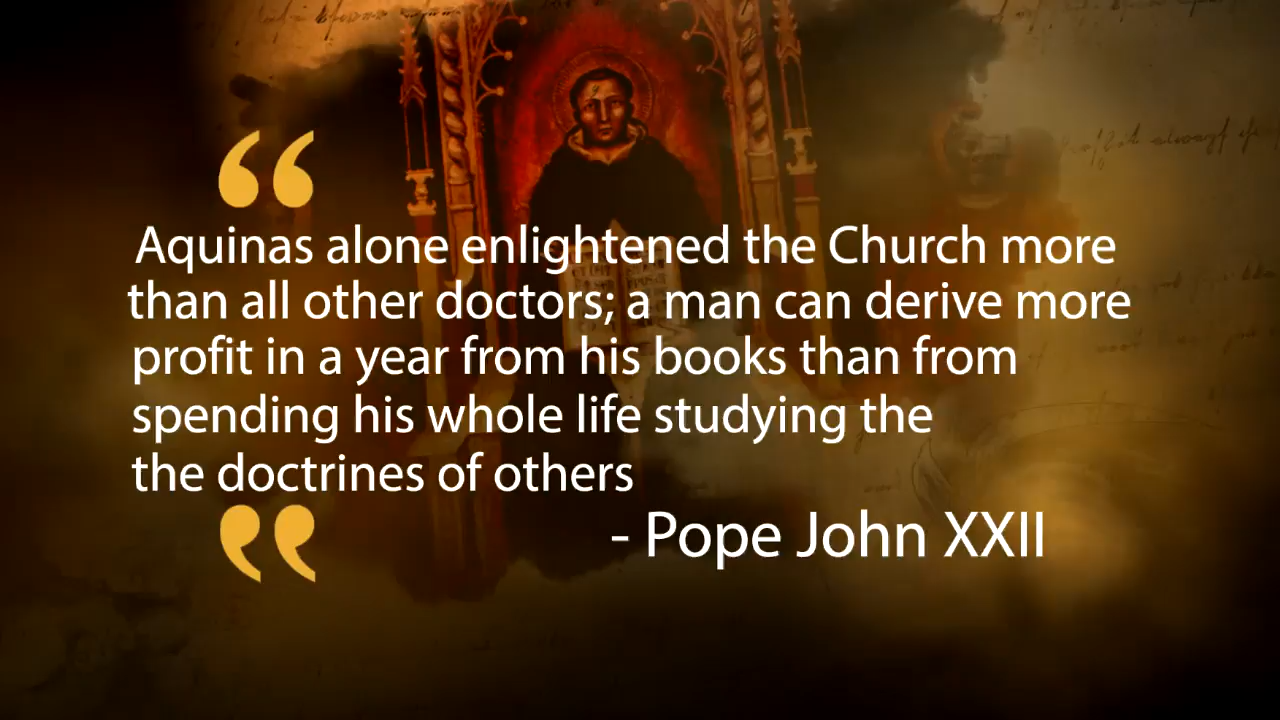 “
Aquinas alone enlightened the Church more
than all other doctors; a man can derive more
profit in a year from his books than from
spending his whole life studying the
the doctrines of others
”
- Pope John XXII